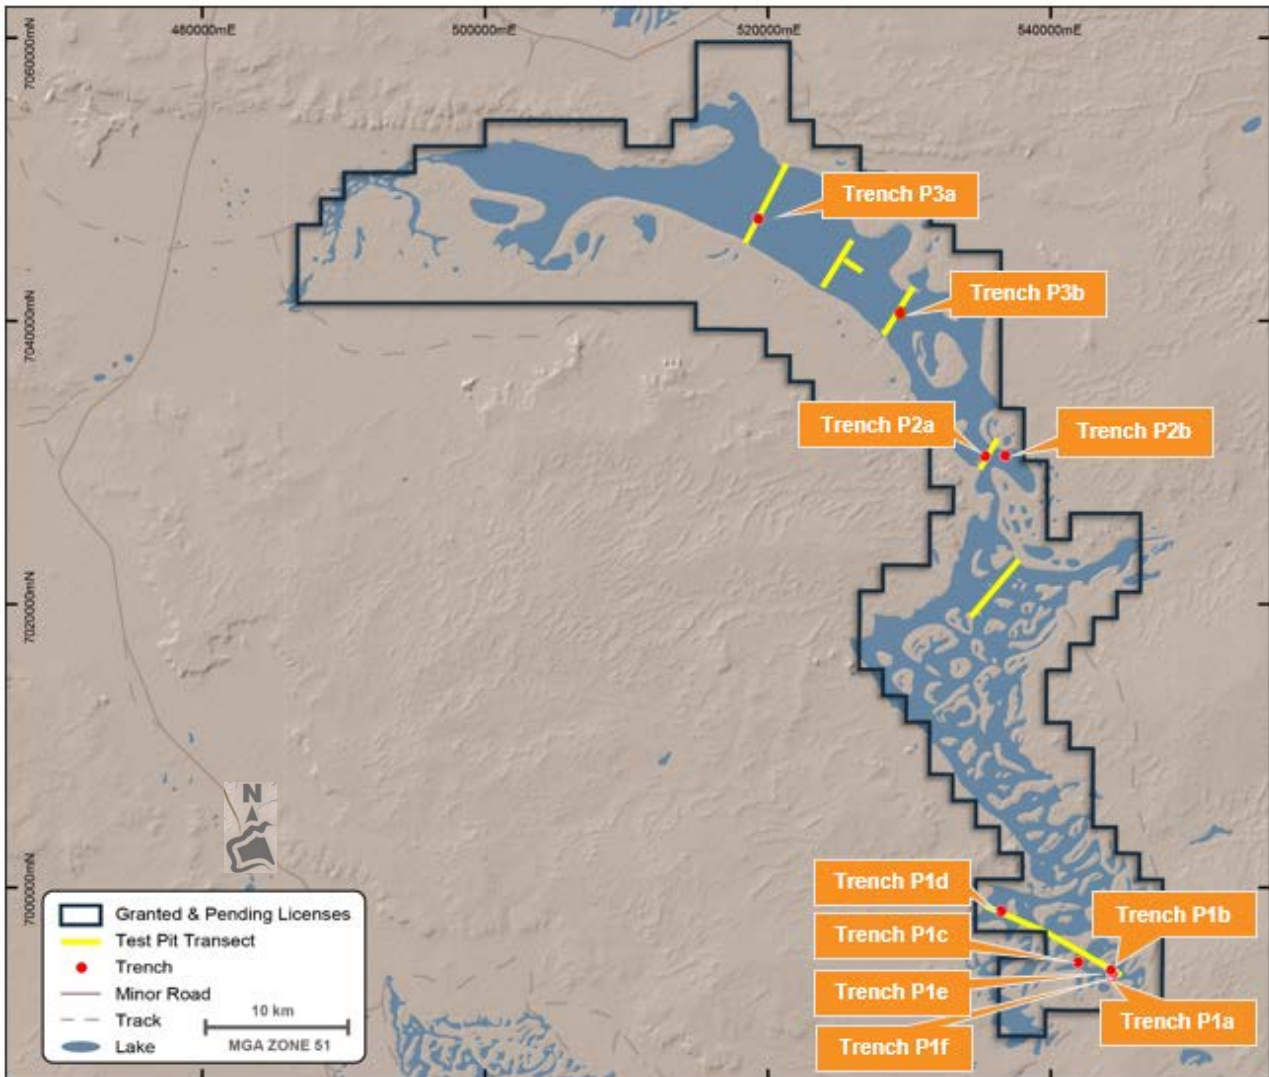 480000mE
500000mE
520000mE
540000mE
7060000mN
7040000mN
7020000mN
7000000mN
Trench P3a
Trench P3b
Trench P2a
Trench P2b
Trench P1d
Trench P1b
Trench P1c
Trench P1e
Trench P1a
Trench P1f
N
Granted & Pending Licenses
Test Pit Transect
Trench
Minor Road
Track
Lake
10 km
MGA ZONE 51